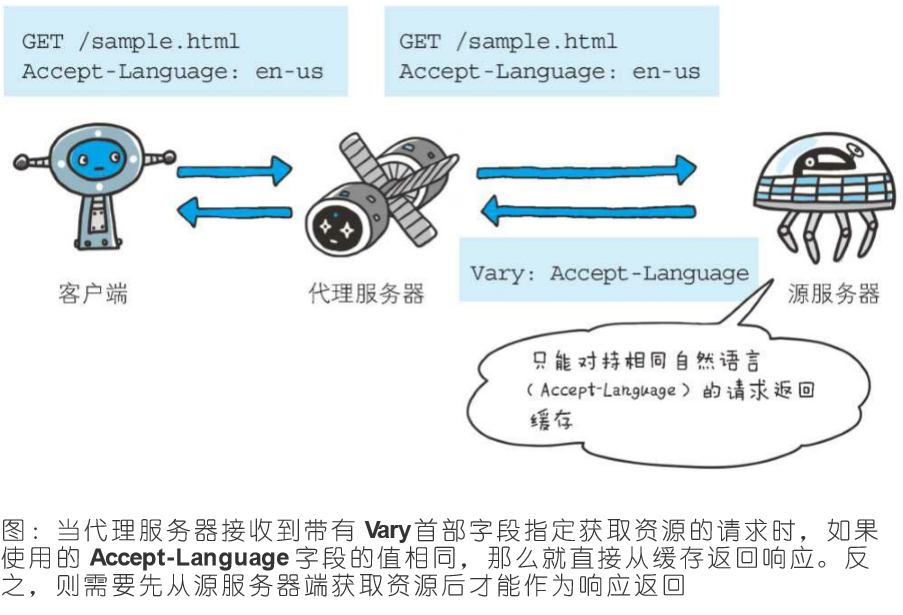 GET /sample.html
Accept-Language: en-us
GET /sample.html
Accept-Language: en-us
客户端
代理服务器
Vary: Accept-Language
源服务器
只能对持相同自然语言
(Accept-Language)的请求返回
缓存
图：当代理服务器接收到带有 Vary 首部字段指定获取资源的请求时，如果
使用的 Accept-Language 字段的值相同，那么就直接从缓存返回响应。反
之，则需要先从源服务器端获取资源后才能作为响应返回